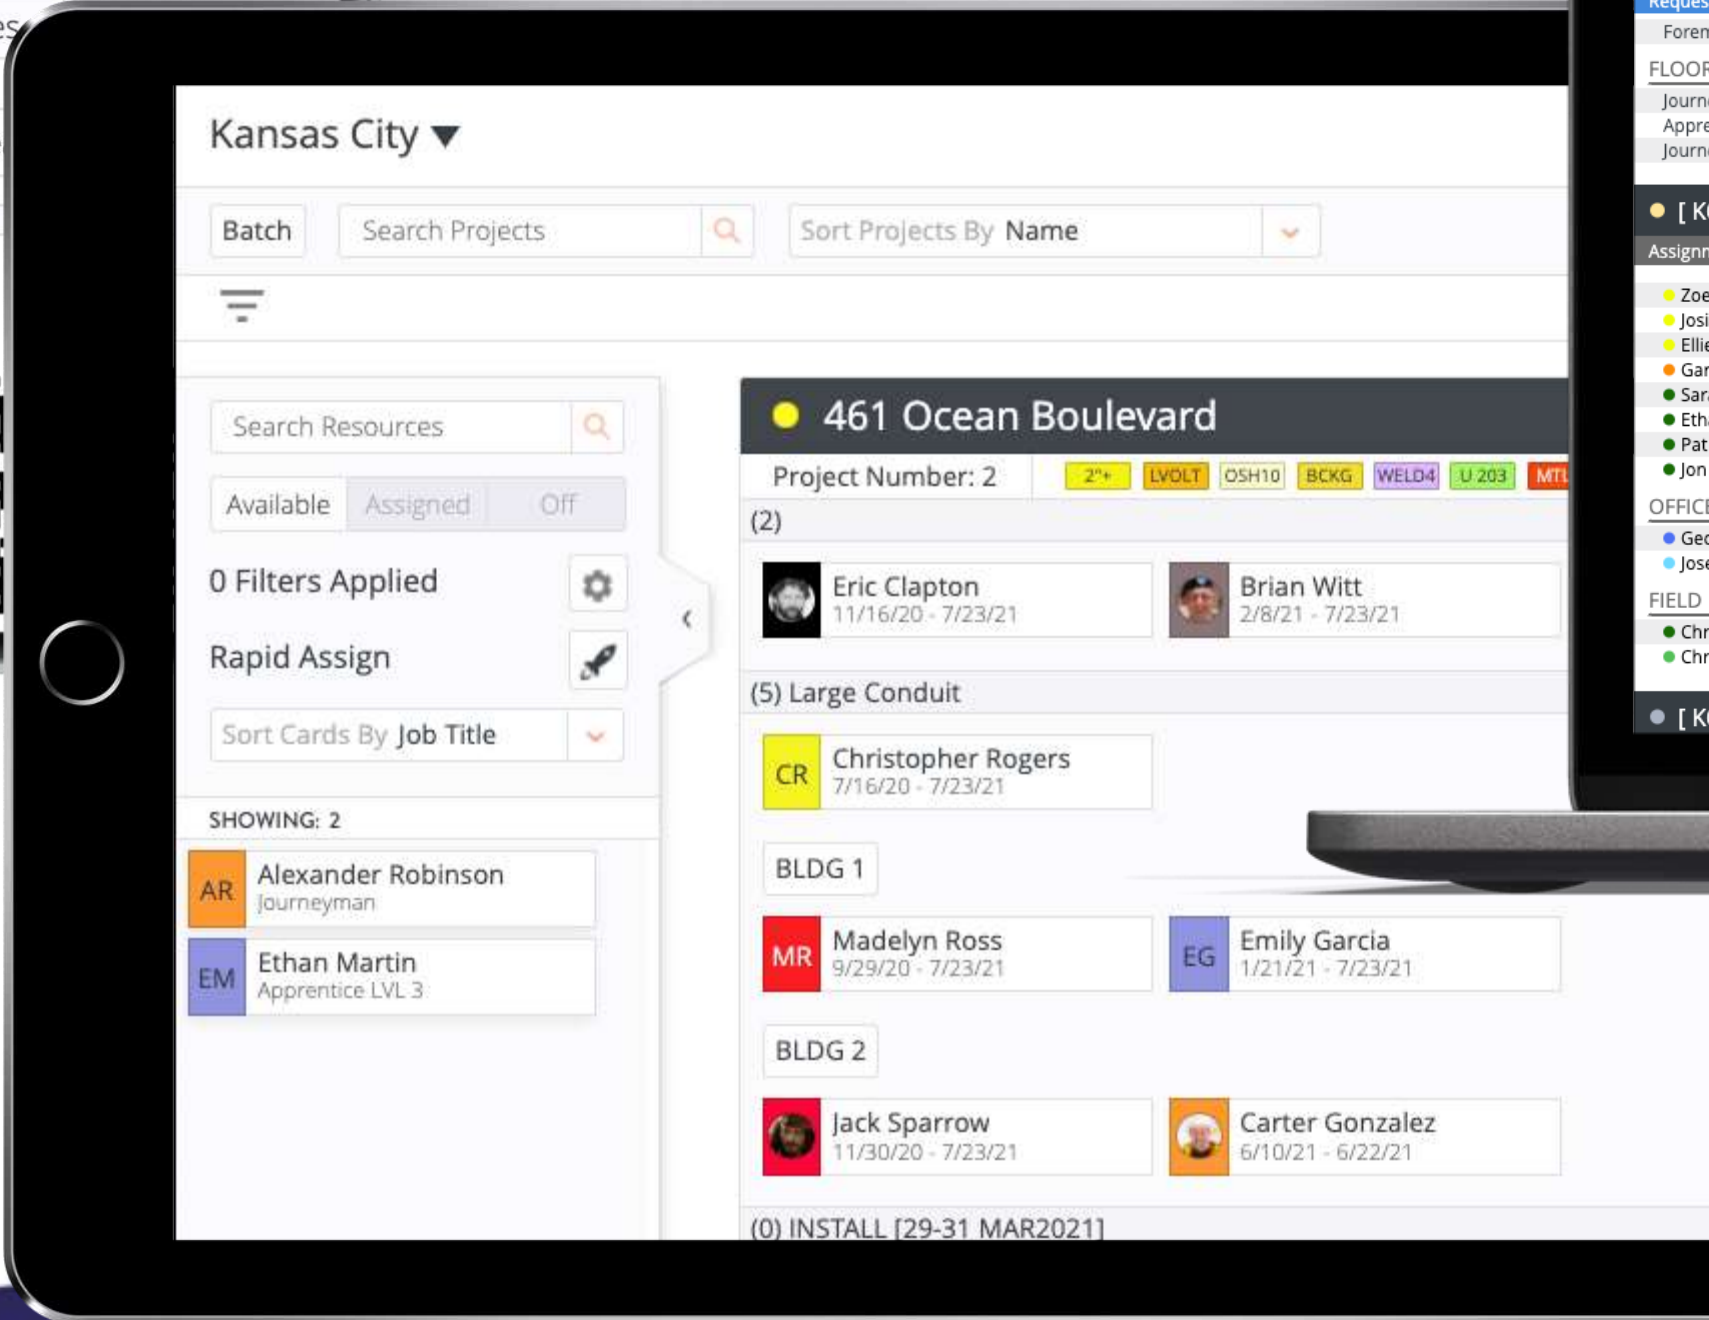 Kansas City
Batch
Search Projects
Sort Projects By Name
Search Resources
Available Assigned Off
0 Filters Applied
Rapid Assign
Sort Cards By Job Title
SHOWING: 2
AR
Alexander Robinson
Journeyman
EM
Ethan Martin
Apprentice LVL 3
461 Ocean Boulevard
Project Number: 2
2"+ LVOLT OSH10 BCKG WELD4 U 203
(2)
Eric Clapton
11/16/20 - 7/23/21
Brian Witt
2/8/21 - 7/23/21
(5) Large Conduit
CR
Christopher Rogers
7/16/20 - 7/23/21
BLDG 1
MR
Madelyn Ross
9/29/20 - 7/23/21
EG
Emily Garcia
1/21/21 - 7/23/21
BLDG 2
Jack Sparrow
11/30/20 - 7/23/21
Carter Gonzalez
6/10/21 - 6/22/21
(0) INSTALL [29-31 MAR2021]
Zoe
Pat
Jon
FIELD